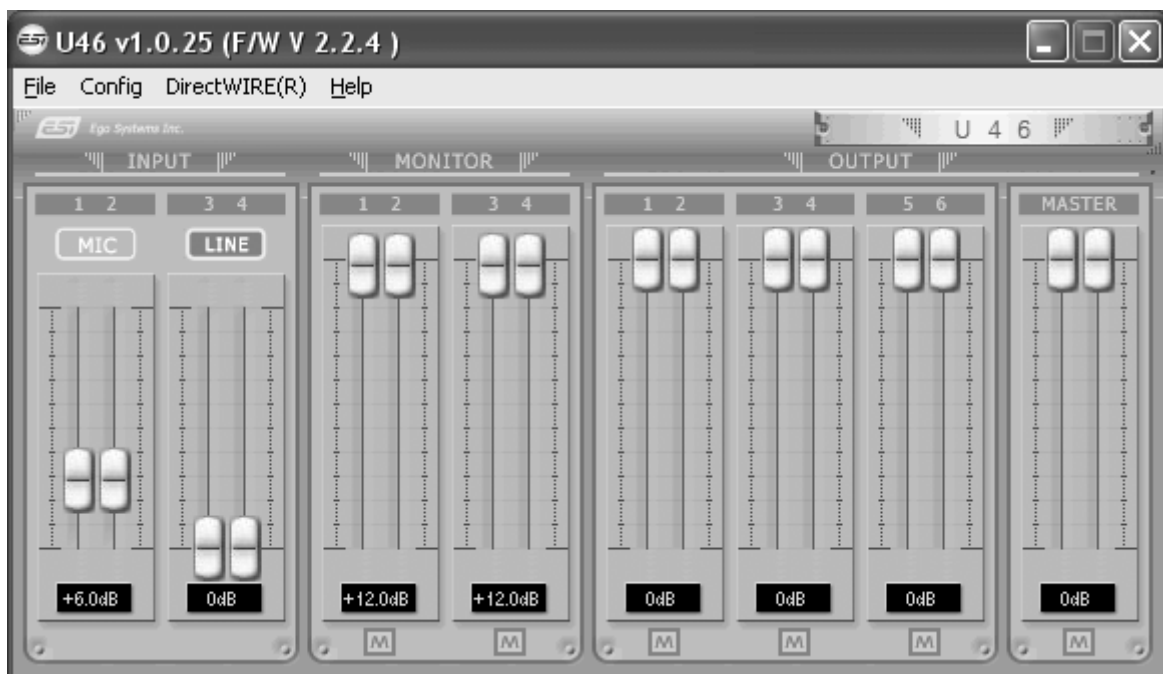 U46 v1.0.25 (F/W V 2.2.4 )
File Config DirectWIRE(R) Help
ESI Ego Systems Inc.
U 4 6
INPUT MONITOR OUTPUT
1 2 3 4 1 2 3 4 1 2 3 4 5 6 MASTER
MIC LINE
+6.0dB 0dB +12.0dB +12.0dB 0dB 0dB 0dB 0dB
M M M M M M